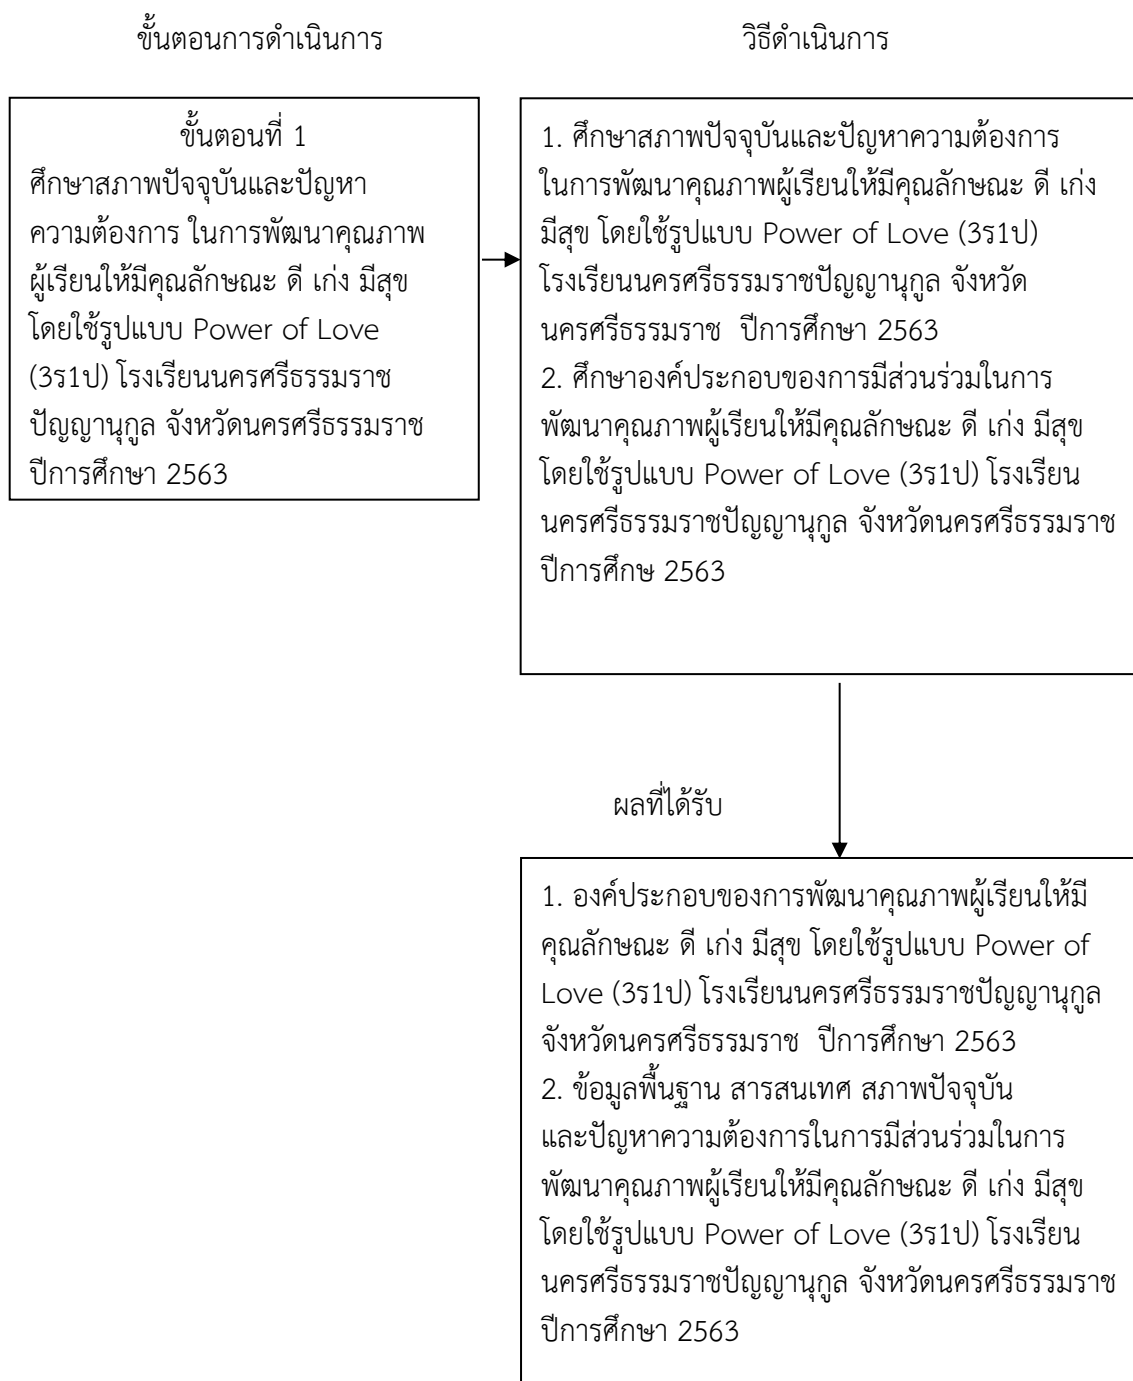 ขั้นตอนการดำเนินการ
วิธีดำเนินการ
ขั้นตอนที่ 1
ศึกษาสภาพปัจจุบันและปัญหา
ความต้องการ ในการพัฒนาคุณภาพ
ผู้เรียนให้มีคุณลักษณะ ดี เก่ง มีสุข
โดยใช้รูปแบบ Power of Love
(3ร1ป) โรงเรียนนครศรีธรรมราช
ปัญญานุกูล จังหวัดนครศรีธรรมราช
ปีการศึกษา 2563
1. ศึกษาสภาพปัจจุบันและปัญหาความต้องการ
ในการพัฒนาคุณภาพผู้เรียนให้มีคุณลักษณะ ดี เก่ง
มีสุข โดยใช้รูปแบบ Power of Love (3ร1ป)
โรงเรียนนครศรีธรรมราชปัญญานุกูล จังหวัด
นครศรีธรรมราช  ปีการศึกษา 2563
2. ศึกษาองค์ประกอบของการมีส่วนร่วมในการ
พัฒนาคุณภาพผู้เรียนให้มีคุณลักษณะ ดี เก่ง มีสุข
โดยใช้รูปแบบ Power of Love (3ร1ป) โรงเรียน
นครศรีธรรมราชปัญญานุกูล จังหวัดนครศรีธรรมราช
ปีการศึกษ 2563
ผลที่ได้รับ
1. องค์ประกอบของการพัฒนาคุณภาพผู้เรียนให้มี
คุณลักษณะ ดี เก่ง มีสุข โดยใช้รูปแบบ Power of
Love (3ร1ป) โรงเรียนนครศรีธรรมราชปัญญานุกูล
จังหวัดนครศรีธรรมราช  ปีการศึกษา 2563
2. ข้อมูลพื้นฐาน สารสนเทศ สภาพปัจจุบัน
และปัญหาความต้องการในการมีส่วนร่วมในการ
พัฒนาคุณภาพผู้เรียนให้มีคุณลักษณะ ดี เก่ง มีสุข
โดยใช้รูปแบบ Power of Love (3ร1ป) โรงเรียน
นครศรีธรรมราชปัญญานุกูล จังหวัดนครศรีธรรมราช
ปีการศึกษา 2563